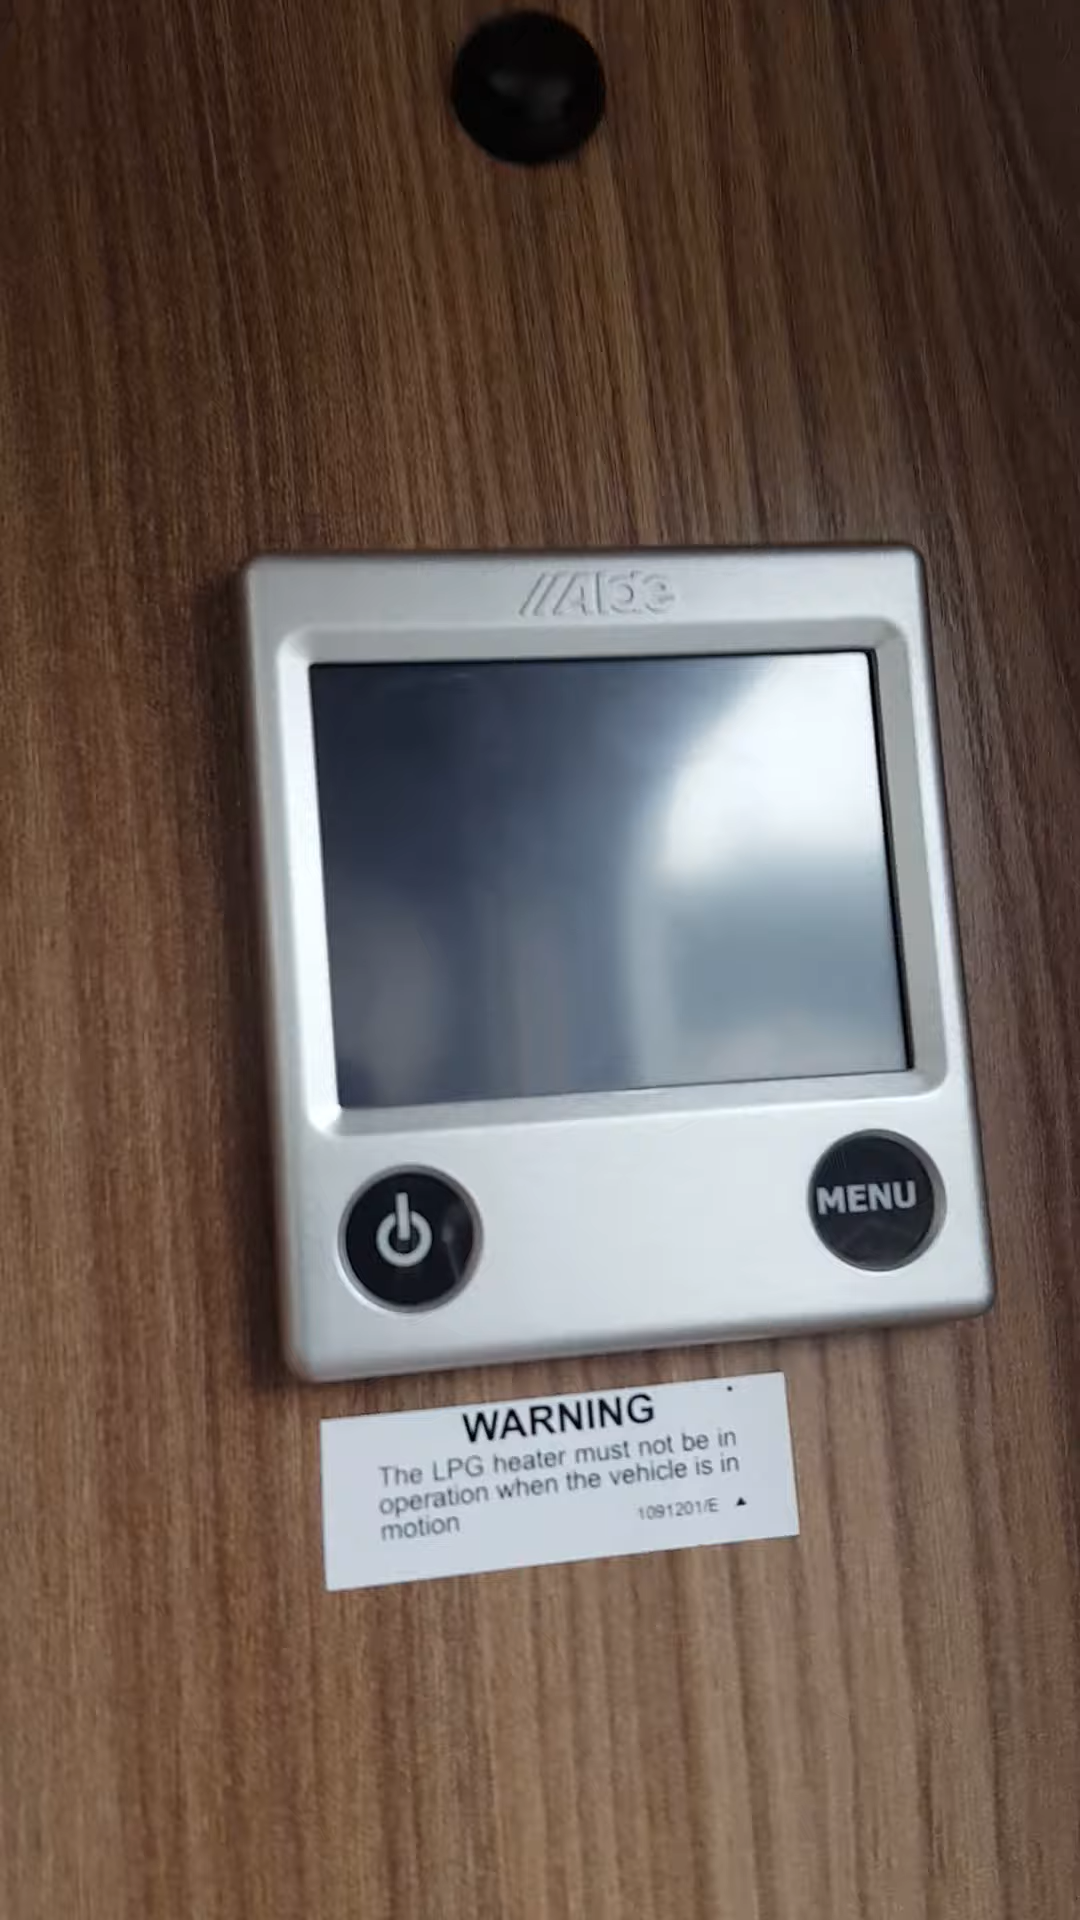 Alde
MENU
WARNING
The LPG heater must not be in
operation when the vehicle is in
motion
1091201/E